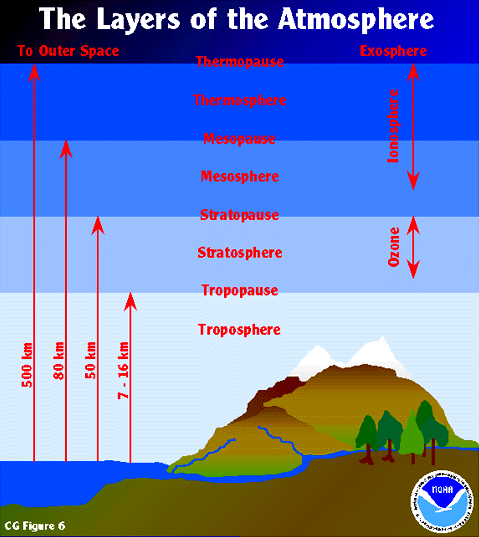 The Layers of the Atmosphere
To Outer Space
Exosphere
Thermopause
Thermosphere
Ionosphere
Mesopause
Mesosphere
Stratopause
Stratosphere
Ozone
Tropopause
Troposphere
500 km
80 km
50 km
7 - 16 km
NOAA
CG Figure 6